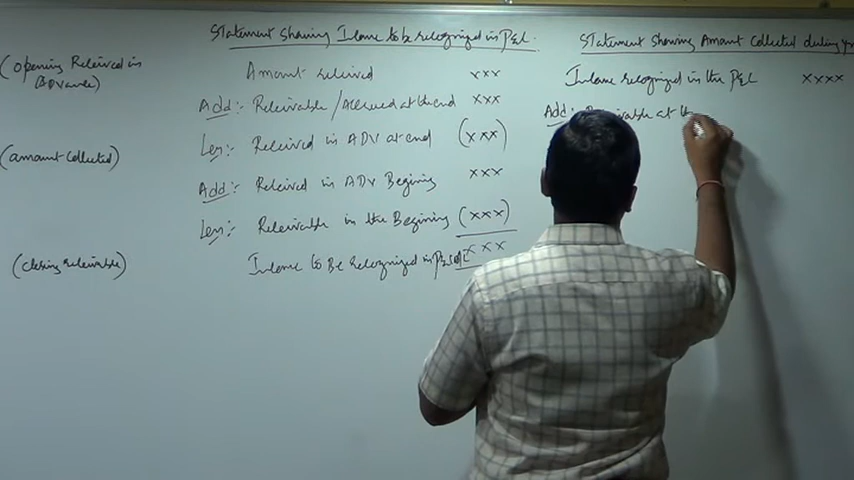 (opening Received in
Advance)
(amount collected)
(closing receivable)
Statement showing Income to be recognized in P&L.
Amount received xxx
Add:- Receivable / Accrued at the end xxx
Less:- Received in ADV at end (xxx)
Add:- Received in ADV Begining xxx
Less:- Receivable in the Begining (xxx)
Income to be recognized in P&L xxx
Statement showing Amount Collected during
Income recognized in the P&L xxxx
Add:- Receivable at